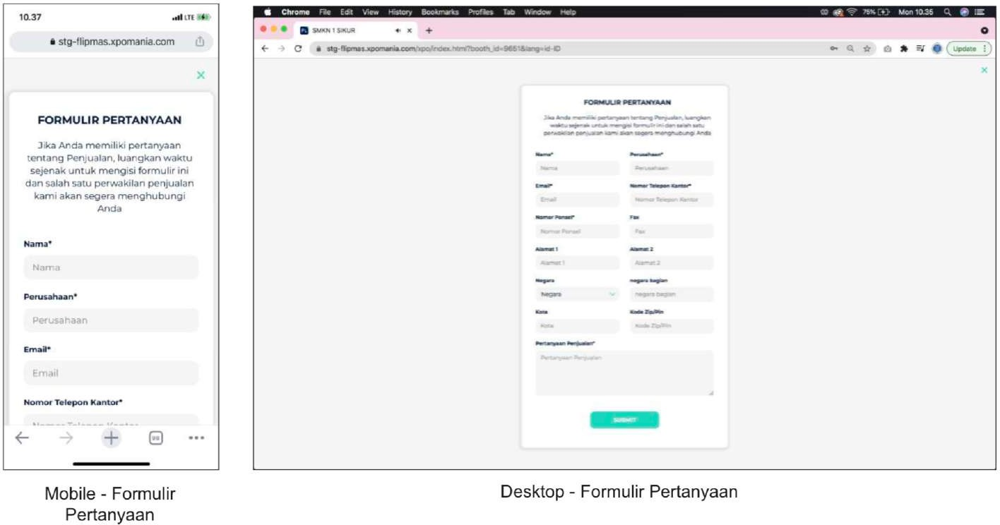 10.37
LTE
stg-flipmas.xpomania.com
FORMULIR PERTANYAAN
Jika Anda memiliki pertanyaan
tentang Penjualan, luangkan waktu
sejenak untuk mengisi formulir ini
dan salah satu perwakilan penjualan
kami akan segera menghubungi
Anda
Nama*
Nama
Perusahaan*
Perusahaan
Email*
Email
Nomor Telepon Kantor*
Nomor Telepon Kantor
Mobile - Formulir
Pertanyaan
Chrome File Edit View History Bookmarks Profiles Tab Window Help
75% Mon 10.35
SMKN 1 SIKUR
stg-flipmas.xpomania.com/xpo/index.html?booth_id=9651&lang=id-ID
Update
FORMULIR PERTANYAAN
Jika Anda memiliki pertanyaan tentang Penjualan, luangkan
waktu sejenak untuk mengisi formulir ini dan salah satu
perwakilan penjualan kami akan segera menghubungi Anda
Nama* Perusahaan*
Nama Perusahaan
Email* Nomor Telepon Kantor*
Email Nomor Telepon Kantor
Nomor Ponsel* Fax
Nomor Ponsel Fax
Alamat 1 Alamat 2
Alamat 1 Alamat 2
Negara negara bagian
Negara negara bagian
Kota Kode Zip/Pin
Kota Kode Zip/Pin
Pertanyaan Penjualan*
Pertanyaan Penjualan
SUBMIT
Desktop - Formulir Pertanyaan